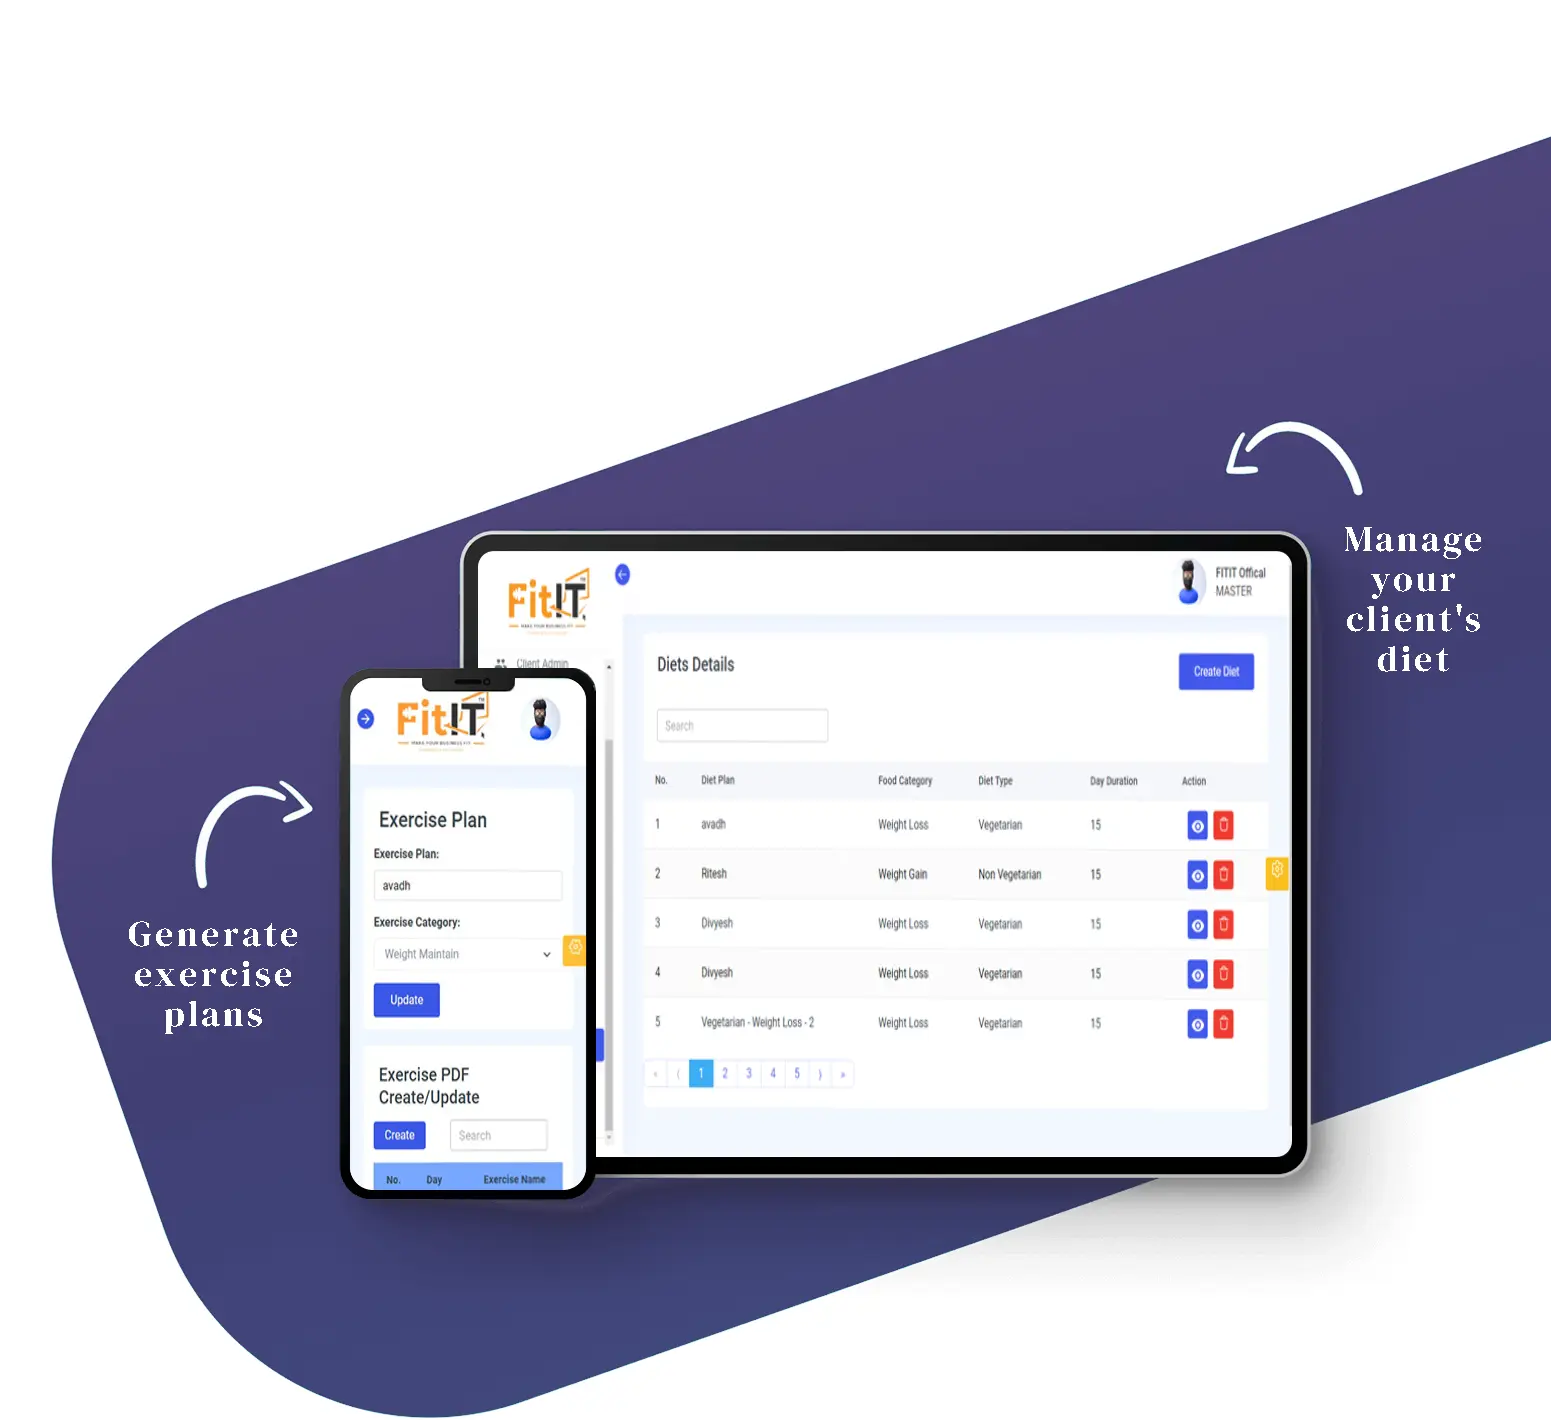 Manage
your
client's
diet
Generate
exercise
plans
FitIT
TM
MAKE YOUR BUSINESS FIT
Client Admin
FITIT Offical
MASTER
Diets Details
Create Diet
Search
No. Diet Plan Food Category Diet Type Day Duration Action
1 avadh Weight Loss Vegetarian 15
2 Ritesh Weight Gain Non Vegetarian 15
3 Divyesh Weight Loss Vegetarian 15
4 Divyesh Weight Loss Vegetarian 15
5 Vegetarian - Weight Loss - 2 Weight Loss Vegetarian 15
« ⟨ 1 2 3 4 5 ⟩ »
FitIT
TM
MAKE YOUR BUSINESS FIT
Exercise Plan
Exercise Plan:
avadh
Exercise Category:
Weight Maintain
Update
Exercise PDF
Create/Update
Create Search
No. Day Exercise Name